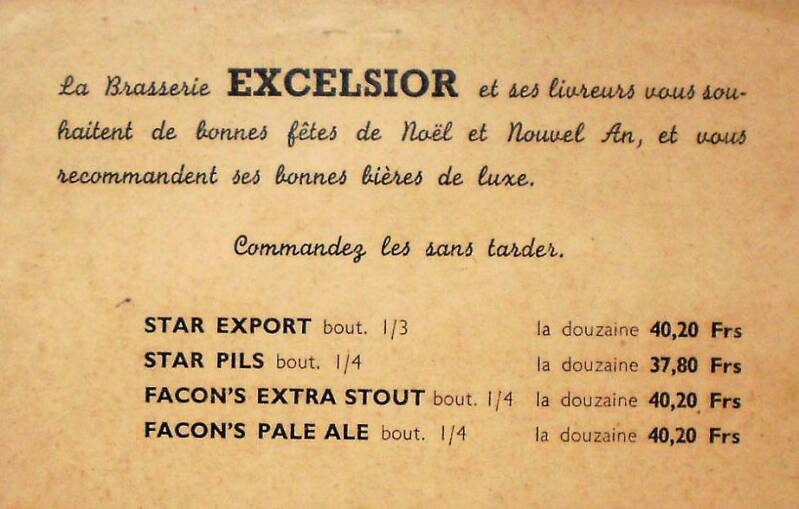 La Brasserie EXCELSIOR et ses livreurs vous sou-
haitent de bonnes fêtes de Noël et Nouvel An, et vous
recommandent ses bonnes bières de luxe.
Commandez les sans tarder.
STAR EXPORT bout. 1/3 la douzaine 40,20 Frs
STAR PILS bout. 1/4 la douzaine 37,80 Frs
FACON'S EXTRA STOUT bout. 1/4 la douzaine 40,20 Frs
FACON'S PALE ALE bout. 1/4 la douzaine 40,20 Frs